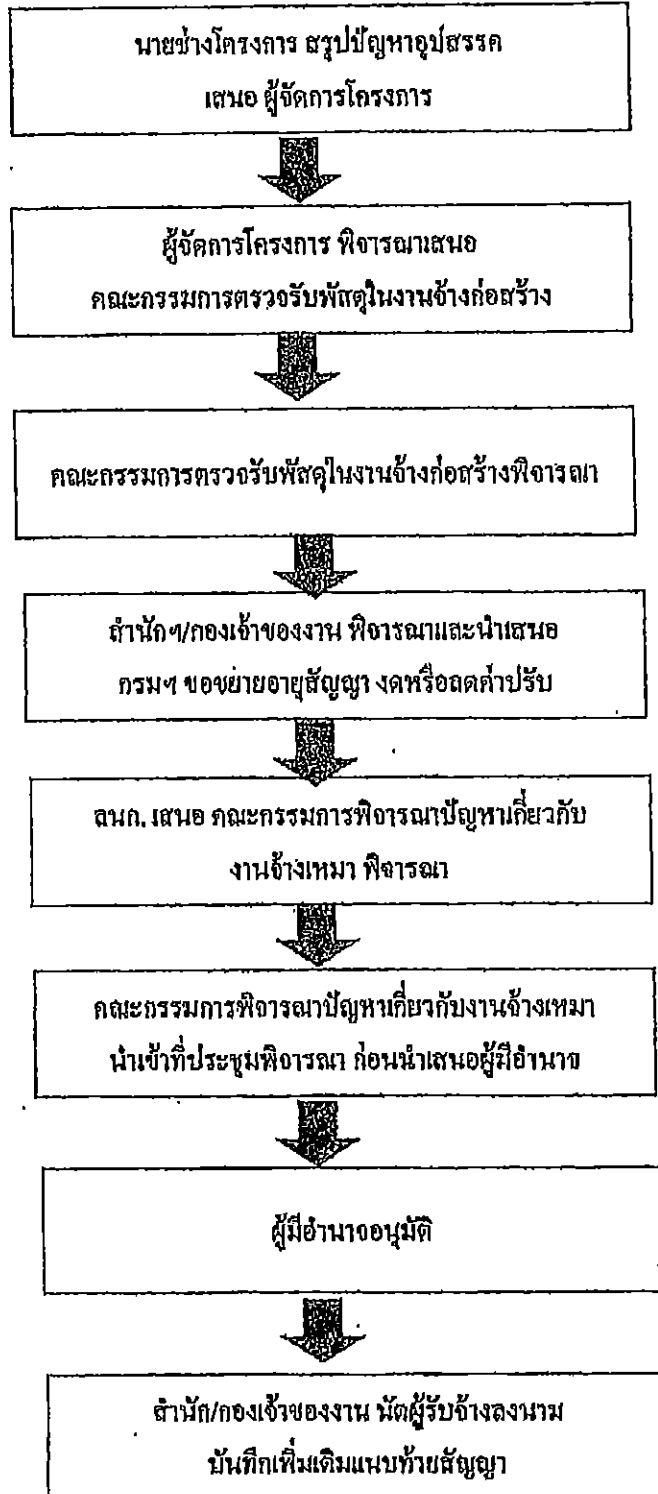 นายช่างโครงการ สรุปปัญหาอุปสรรค
เสนอ ผู้จัดการโครงการ
ผู้จัดการโครงการ พิจารณาเสนอ
คณะกรรมการตรวจรับพัสดุในงานจ้างก่อสร้าง
คณะกรรมการตรวจรับพัสดุในงานจ้างก่อสร้างพิจารณา
สำนักฯ/กองเจ้าของงาน พิจารณาและนำเสนอ
กรมฯ ขอขยายอายุสัญญา งดหรือลดค่าปรับ
ลนก. เสนอ คณะกรรมการพิจารณาปัญหาเกี่ยวกับ
งานจ้างเหมา พิจารณา
คณะกรรมการพิจารณาปัญหาเกี่ยวกับงานจ้างเหมา
นำเข้าที่ประชุมพิจารณา ก่อนนำเสนอผู้มีอำนาจ
ผู้มีอำนาจอนุมัติ
สำนัก/กองเจ้าของงาน นัดผู้รับจ้างลงนาม
บันทึกเพิ่มเติมแนบท้ายสัญญา